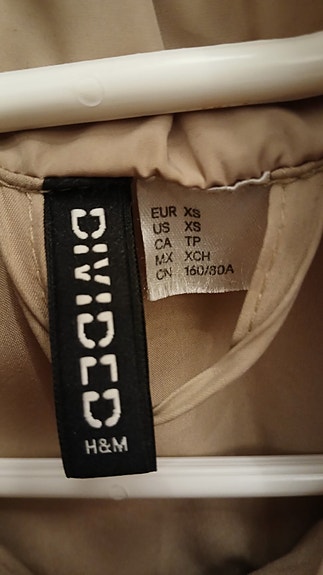 DIVIDED
H&M
EUR XS
US XS
CA TP
MX XCH
CN 160/80A